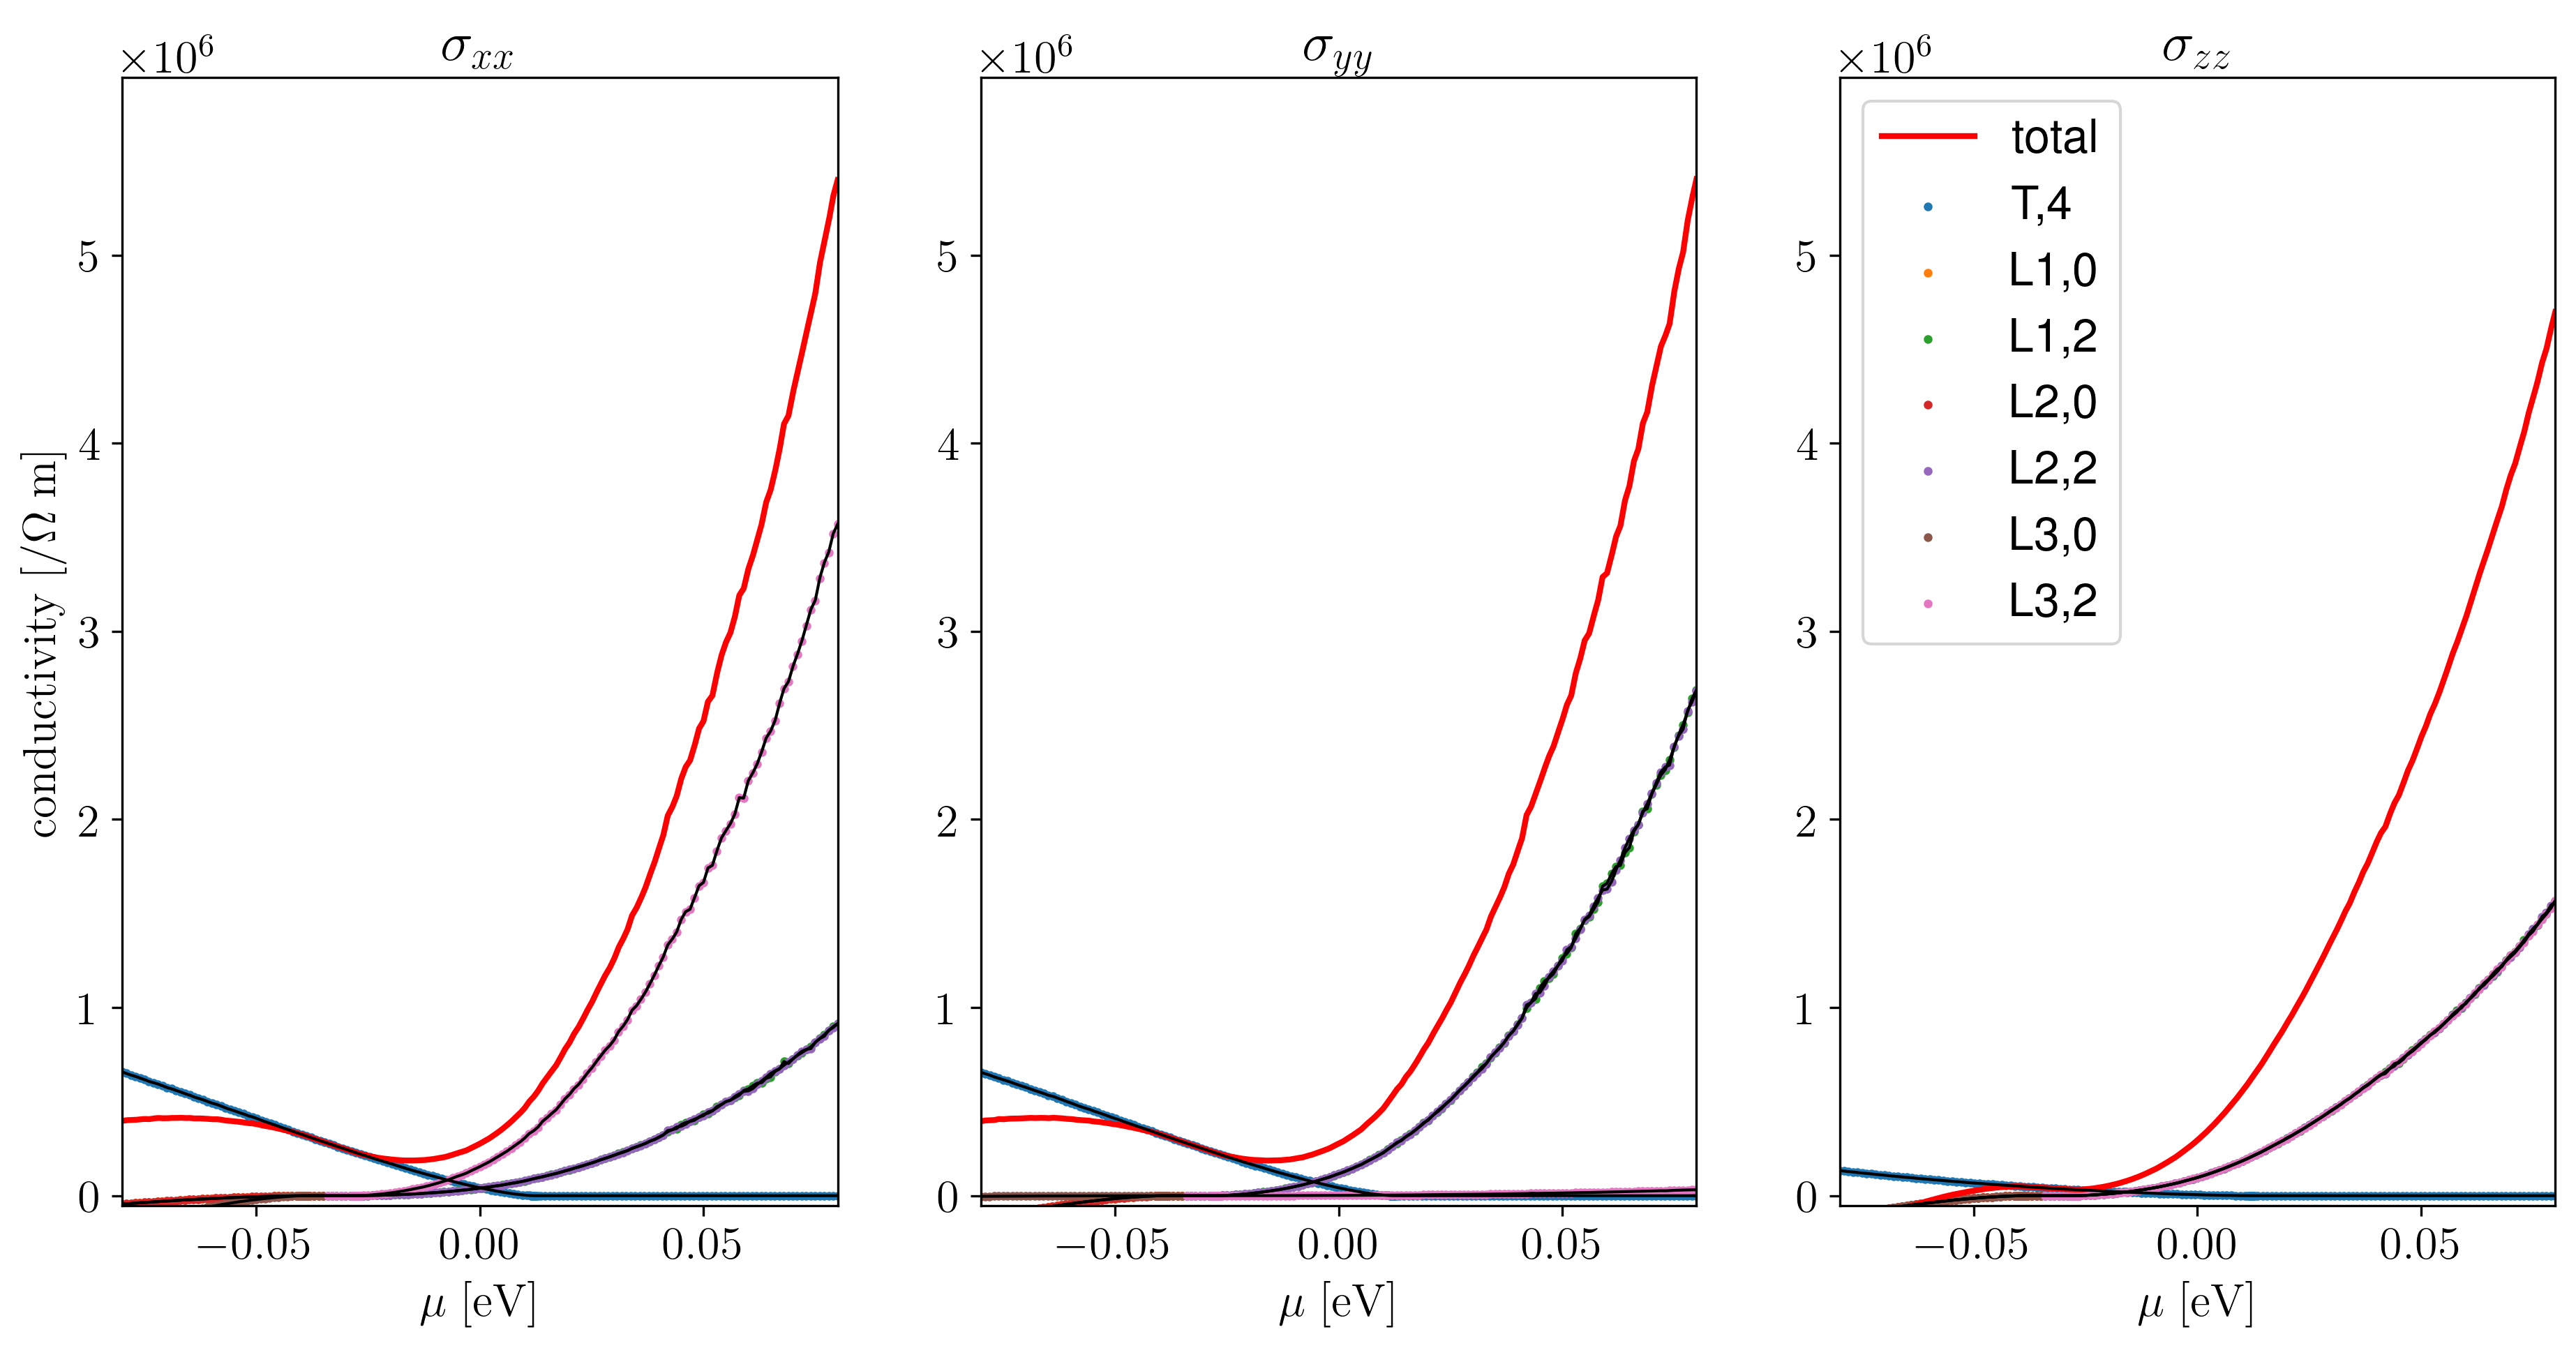 ×10⁶ σₓₓ
5
4
3
2
1
0
−0.05 0.00 0.05
μ [eV]
conductivity [/Ω m]
×10⁶ σ_yy
5
4
3
2
1
0
−0.05 0.00 0.05
μ [eV]
×10⁶ σ_zz
5
4
3
2
1
0
−0.05 0.00 0.05
μ [eV]
total
T,4
L1,0
L1,2
L2,0
L2,2
L3,0
L3,2